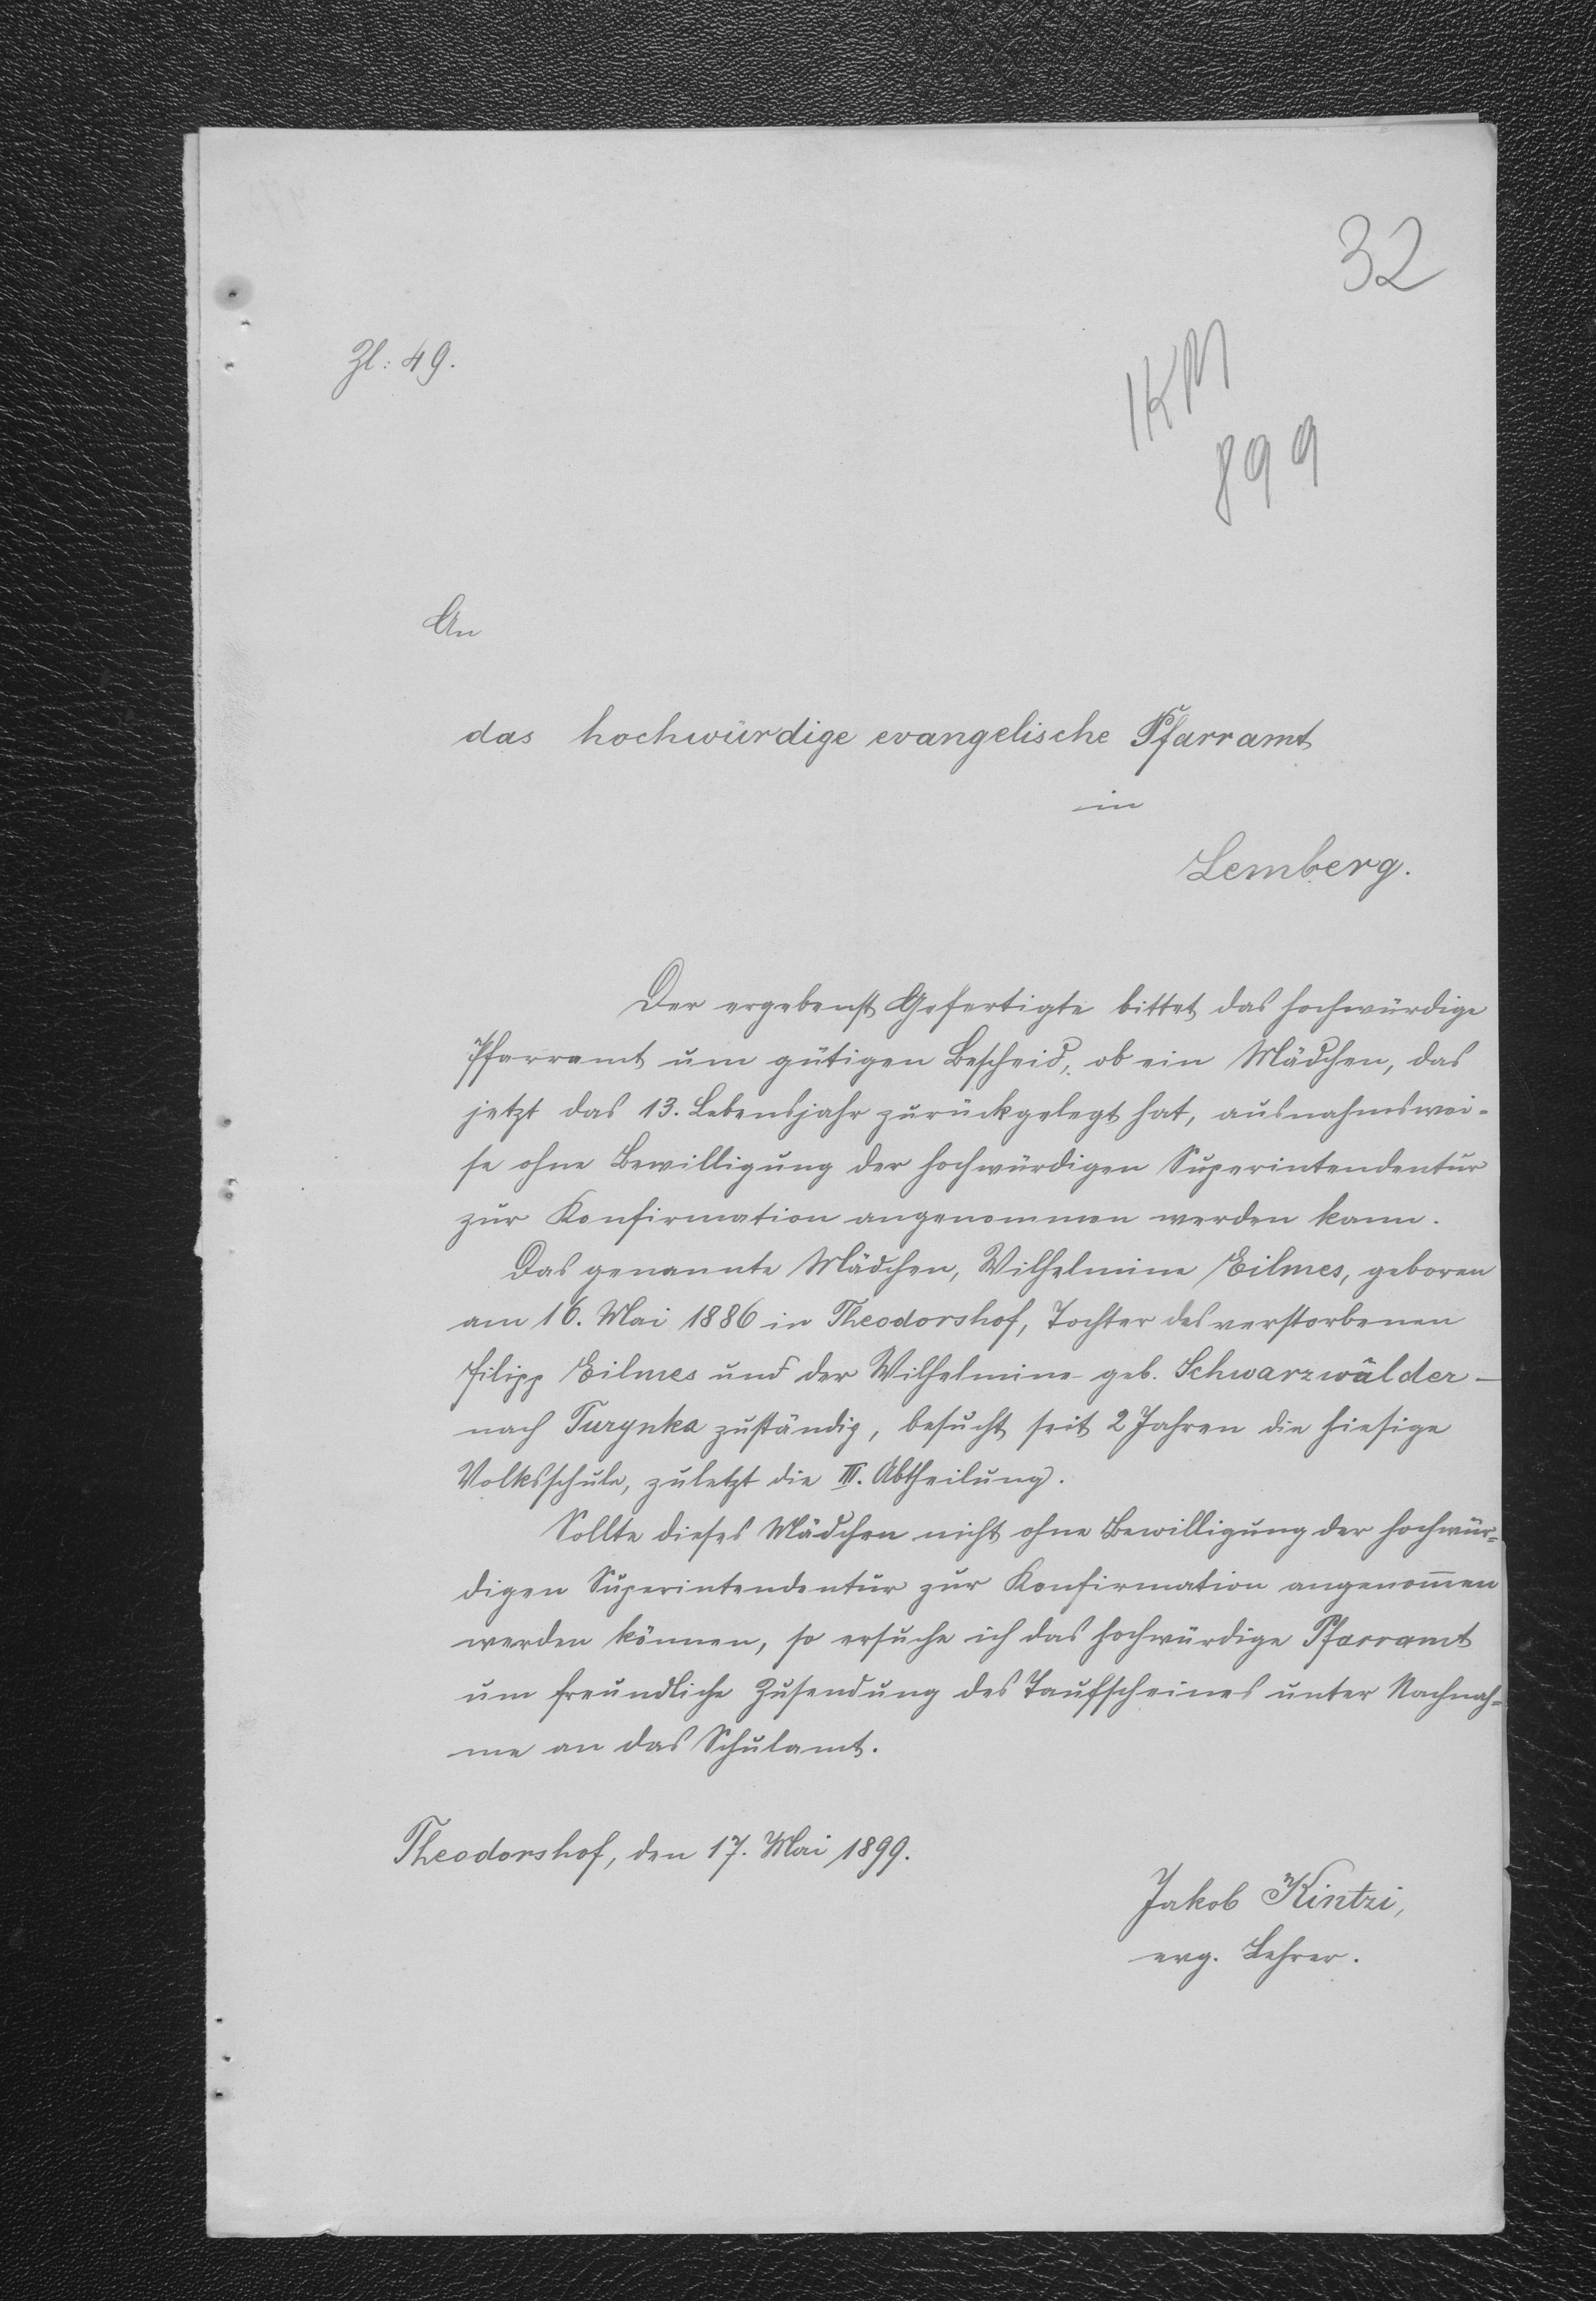 32
Zl: 49.
IKM
899
An
das hochwürdige evangelische Pfarramt
in
Lemberg.
Der ergebenst Gefertigte bittet das hochwürdige
Pfarramt um gütigen Bescheid, ob ein Mädchen, das
jetzt das 13. Lebensjahr zurückgelegt hat, ausnahmswei-
se ohne Bewilligung der hochwürdigen Superintendentur
zur Konfirmation angenommen werden kann.
Das genannte Mädchen, Wilhelmine Eilmes, geboren
am 16. Mai 1886 in Theodorshof, Tochter des verstorbenen
Filipp Eilmes und der Wilhelmine geb. Schwarzwälder -
nach Turynka zuständig, besucht seit 2 Jahren die hiesige
Volksschule, zuletzt die III. Abtheilung.
Sollte dieses Mädchen nicht ohne Bewilligung der hochwür-
digen Superintendentur zur Konfirmation angenom̄en
werden können, so ersuche ich das hochwürdige Pfarramt
um freundliche Zusendung des Taufscheines unter Nachnah-
me an das Schulamt.
Theodorshof, den 17. Mai 1899.
Jakob Kintzi,
evg. Lehrer.